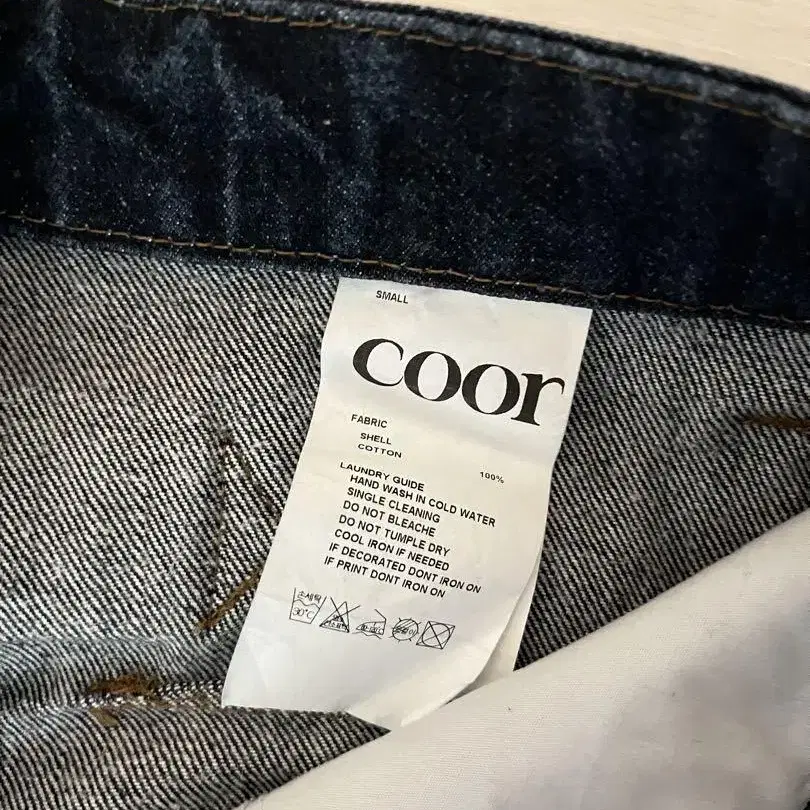 SMALL
coor
FABRIC
SHELL
COTTON 100%
LAUNDRY GUIDE
HAND WASH IN COLD WATER
SINGLE CLEANING
DO NOT BLEACHE
DO NOT TUMPLE DRY
COOL IRON IF NEEDED
IF DECORATED DONT IRON ON
IF PRINT DONT IRON ON
30°C